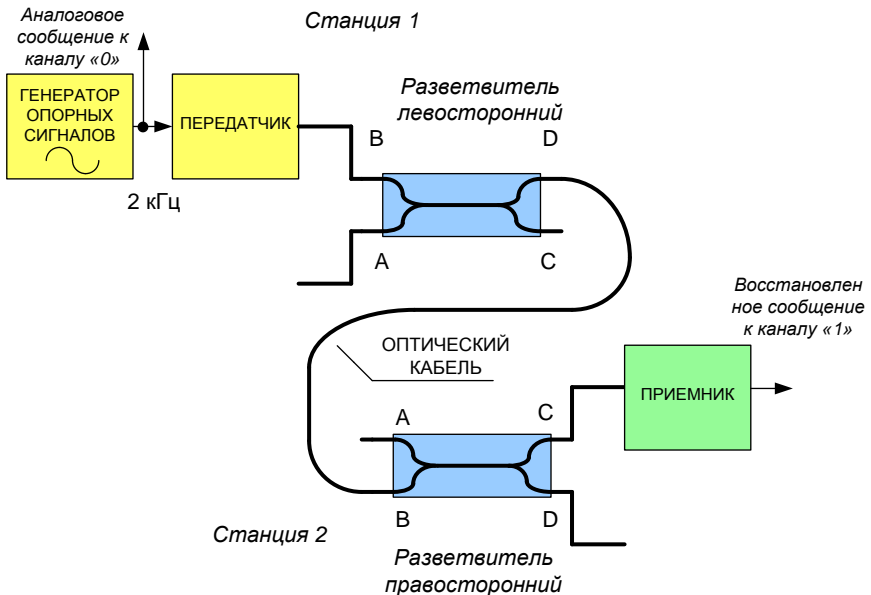 Аналоговое
сообщение к
каналу «0»
Станция 1
ГЕНЕРАТОР
ОПОРНЫХ
СИГНАЛОВ
ПЕРЕДАТЧИК
2 кГц
Разветвитель
левосторонний
B
D
A
C
Восстановлен
ное сообщение
к каналу «1»
ОПТИЧЕСКИЙ
КАБЕЛЬ
ПРИЕМНИК
A
C
B
D
Станция 2
Разветвитель
правосторонний